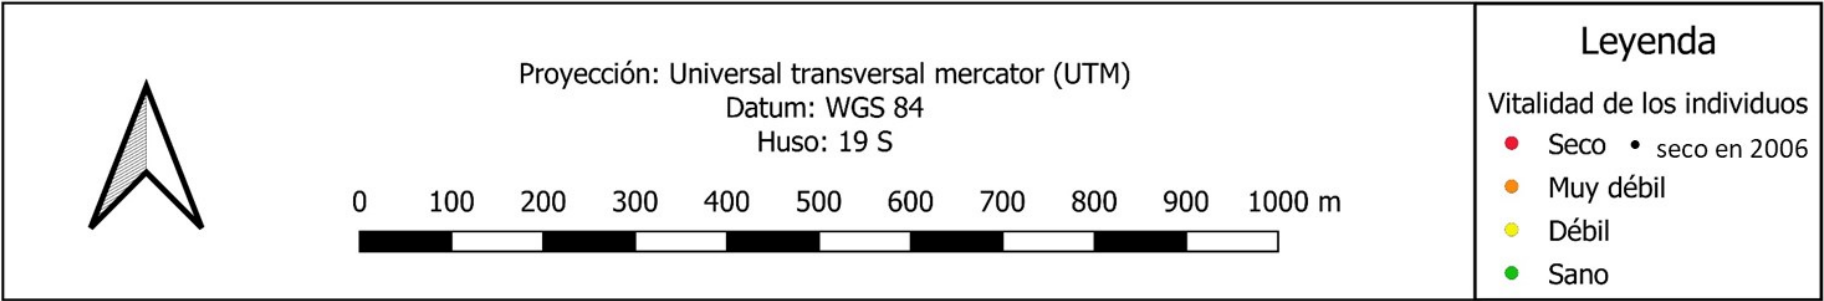 Proyección: Universal transversal mercator (UTM)
Datum: WGS 84
Huso: 19 S
0 100 200 300 400 500 600 700 800 900 1000 m
Leyenda
Vitalidad de los individuos
Seco • seco en 2006
Muy débil
Débil
Sano